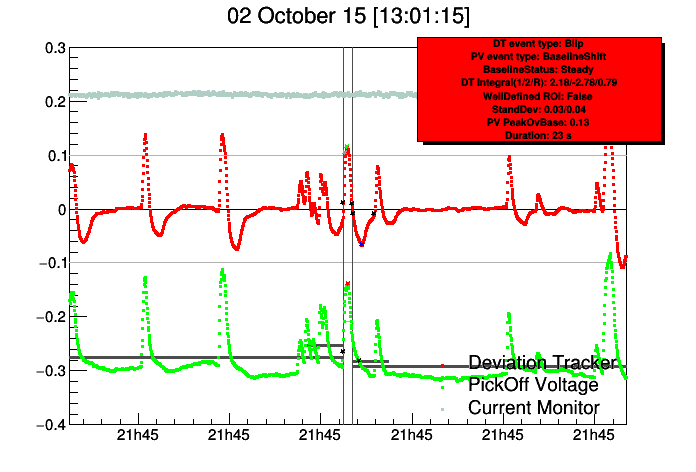 02 October 15 [13:01:15]
DT event type: Blip
PV event type: BaselineShift
BaselineStatus: Steady
DT Integral(1/2/R): 2.18/-2.78/0.79
WellDefined ROI: False
StandDev: 0.03/0.04
PV PeakOvBase: 0.13
Duration: 23 s
0.3
0.2
0.1
0
−0.1
−0.2
−0.3
−0.4
Deviation Tracker
PickOff Voltage
Current Monitor
21h45 21h45 21h45 21h45 21h45 21h45